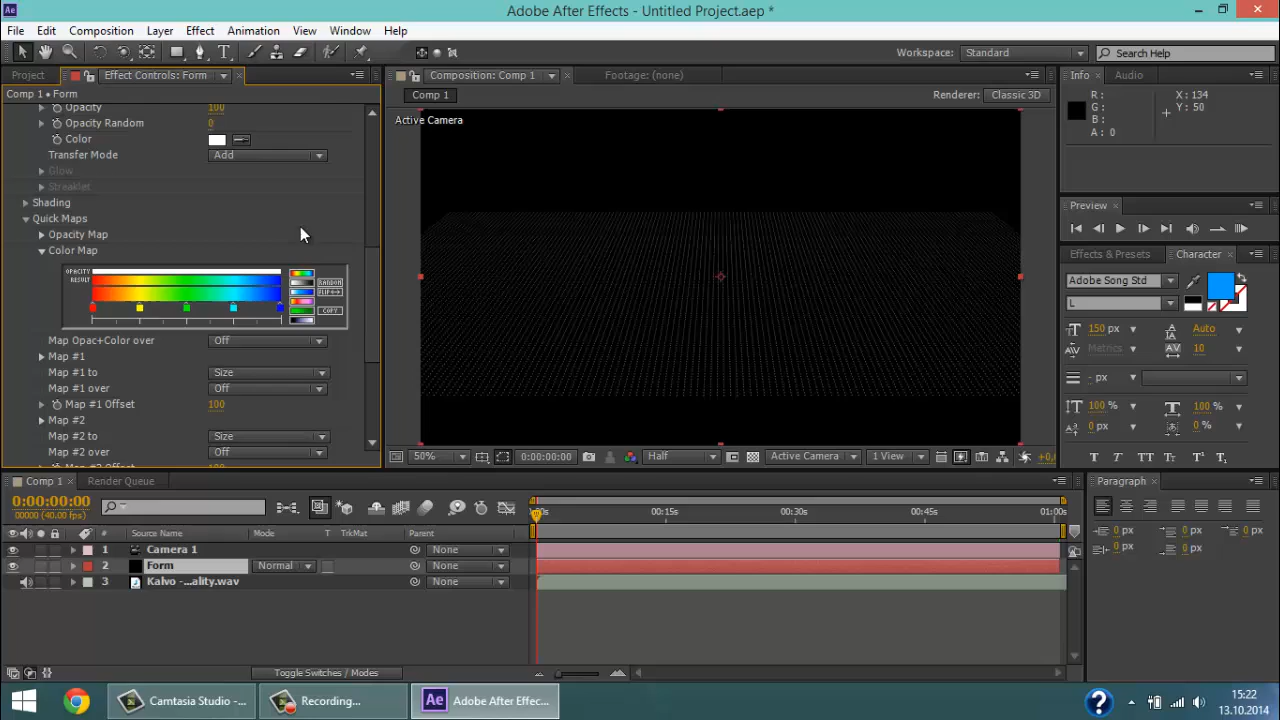 Ae
Adobe After Effects - Untitled Project.aep *
File Edit Composition Layer Effect Animation View Window Help
Workspace: Standard Search Help
Project Effect Controls: Form
Composition: Comp 1 Footage: (none)
Info Audio
Comp 1 • Form
Comp 1
Renderer: Classic 3D
R: X: 134
G: Y: 50
B:
A: 0
Opacity 100
Opacity Random 0
Color
Transfer Mode Add
Glow
Streaklet
Shading
Quick Maps
Opacity Map
Color Map
OPACITY
RESULT
RANDOM
FLIP
COPY
Map Opac+Color over Off
Map #1
Map #1 to Size
Map #1 over Off
Map #1 Offset 100
Map #2
Map #2 to Size
Map #2 over Off
Active Camera
50% 0:00:00:00 Half Active Camera 1 View
Preview
Effects & Presets Character
Adobe Song Std
L
150 px Auto
Metrics 10
- px
100 % 100 %
0 px 0 %
T T TT Tт T¹ T₁
Comp 1 Render Queue
0:00:00:00
00000 (40.00 fps)
00:15s 00:30s 00:45s 01:00s
# Source Name Mode T TrkMat Parent
1 Camera 1 None
2 Form Normal None
3 Kalvo -...ality.wav None
Toggle Switches / Modes
Paragraph
0 px 0 px 0 px
0 px 0 px
Camtasia Studio -...
Recording...
Ae Adobe After Effec...
15:22
13.10.2014